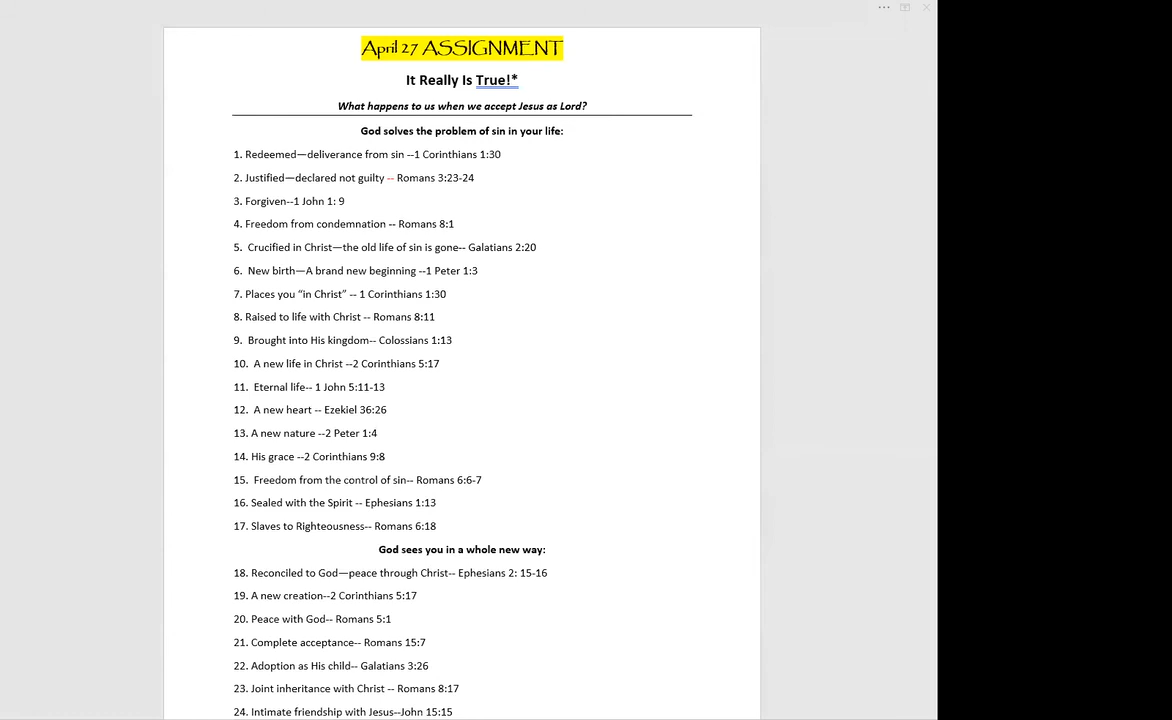 April 27 ASSIGNMENT
It Really Is True!*
What happens to us when we accept Jesus as Lord?
God solves the problem of sin in your life:
1. Redeemed—deliverance from sin --1 Corinthians 1:30
2. Justified—declared not guilty -- Romans 3:23-24
3. Forgiven--1 John 1: 9
4. Freedom from condemnation -- Romans 8:1
5.  Crucified in Christ—the old life of sin is gone-- Galatians 2:20
6.  New birth—A brand new beginning --1 Peter 1:3
7. Places you “in Christ” -- 1 Corinthians 1:30
8. Raised to life with Christ -- Romans 8:11
9.  Brought into His kingdom-- Colossians 1:13
10.  A new life in Christ --2 Corinthians 5:17
11.  Eternal life-- 1 John 5:11-13
12.  A new heart -- Ezekiel 36:26
13. A new nature --2 Peter 1:4
14. His grace --2 Corinthians 9:8
15.  Freedom from the control of sin-- Romans 6:6-7
16. Sealed with the Spirit -- Ephesians 1:13
17. Slaves to Righteousness-- Romans 6:18
God sees you in a whole new way:
18. Reconciled to God—peace through Christ-- Ephesians 2: 15-16
19. A new creation--2 Corinthians 5:17
20. Peace with God-- Romans 5:1
21. Complete acceptance-- Romans 15:7
22. Adoption as His child-- Galatians 3:26
23. Joint inheritance with Christ -- Romans 8:17
24. Intimate friendship with Jesus--John 15:15